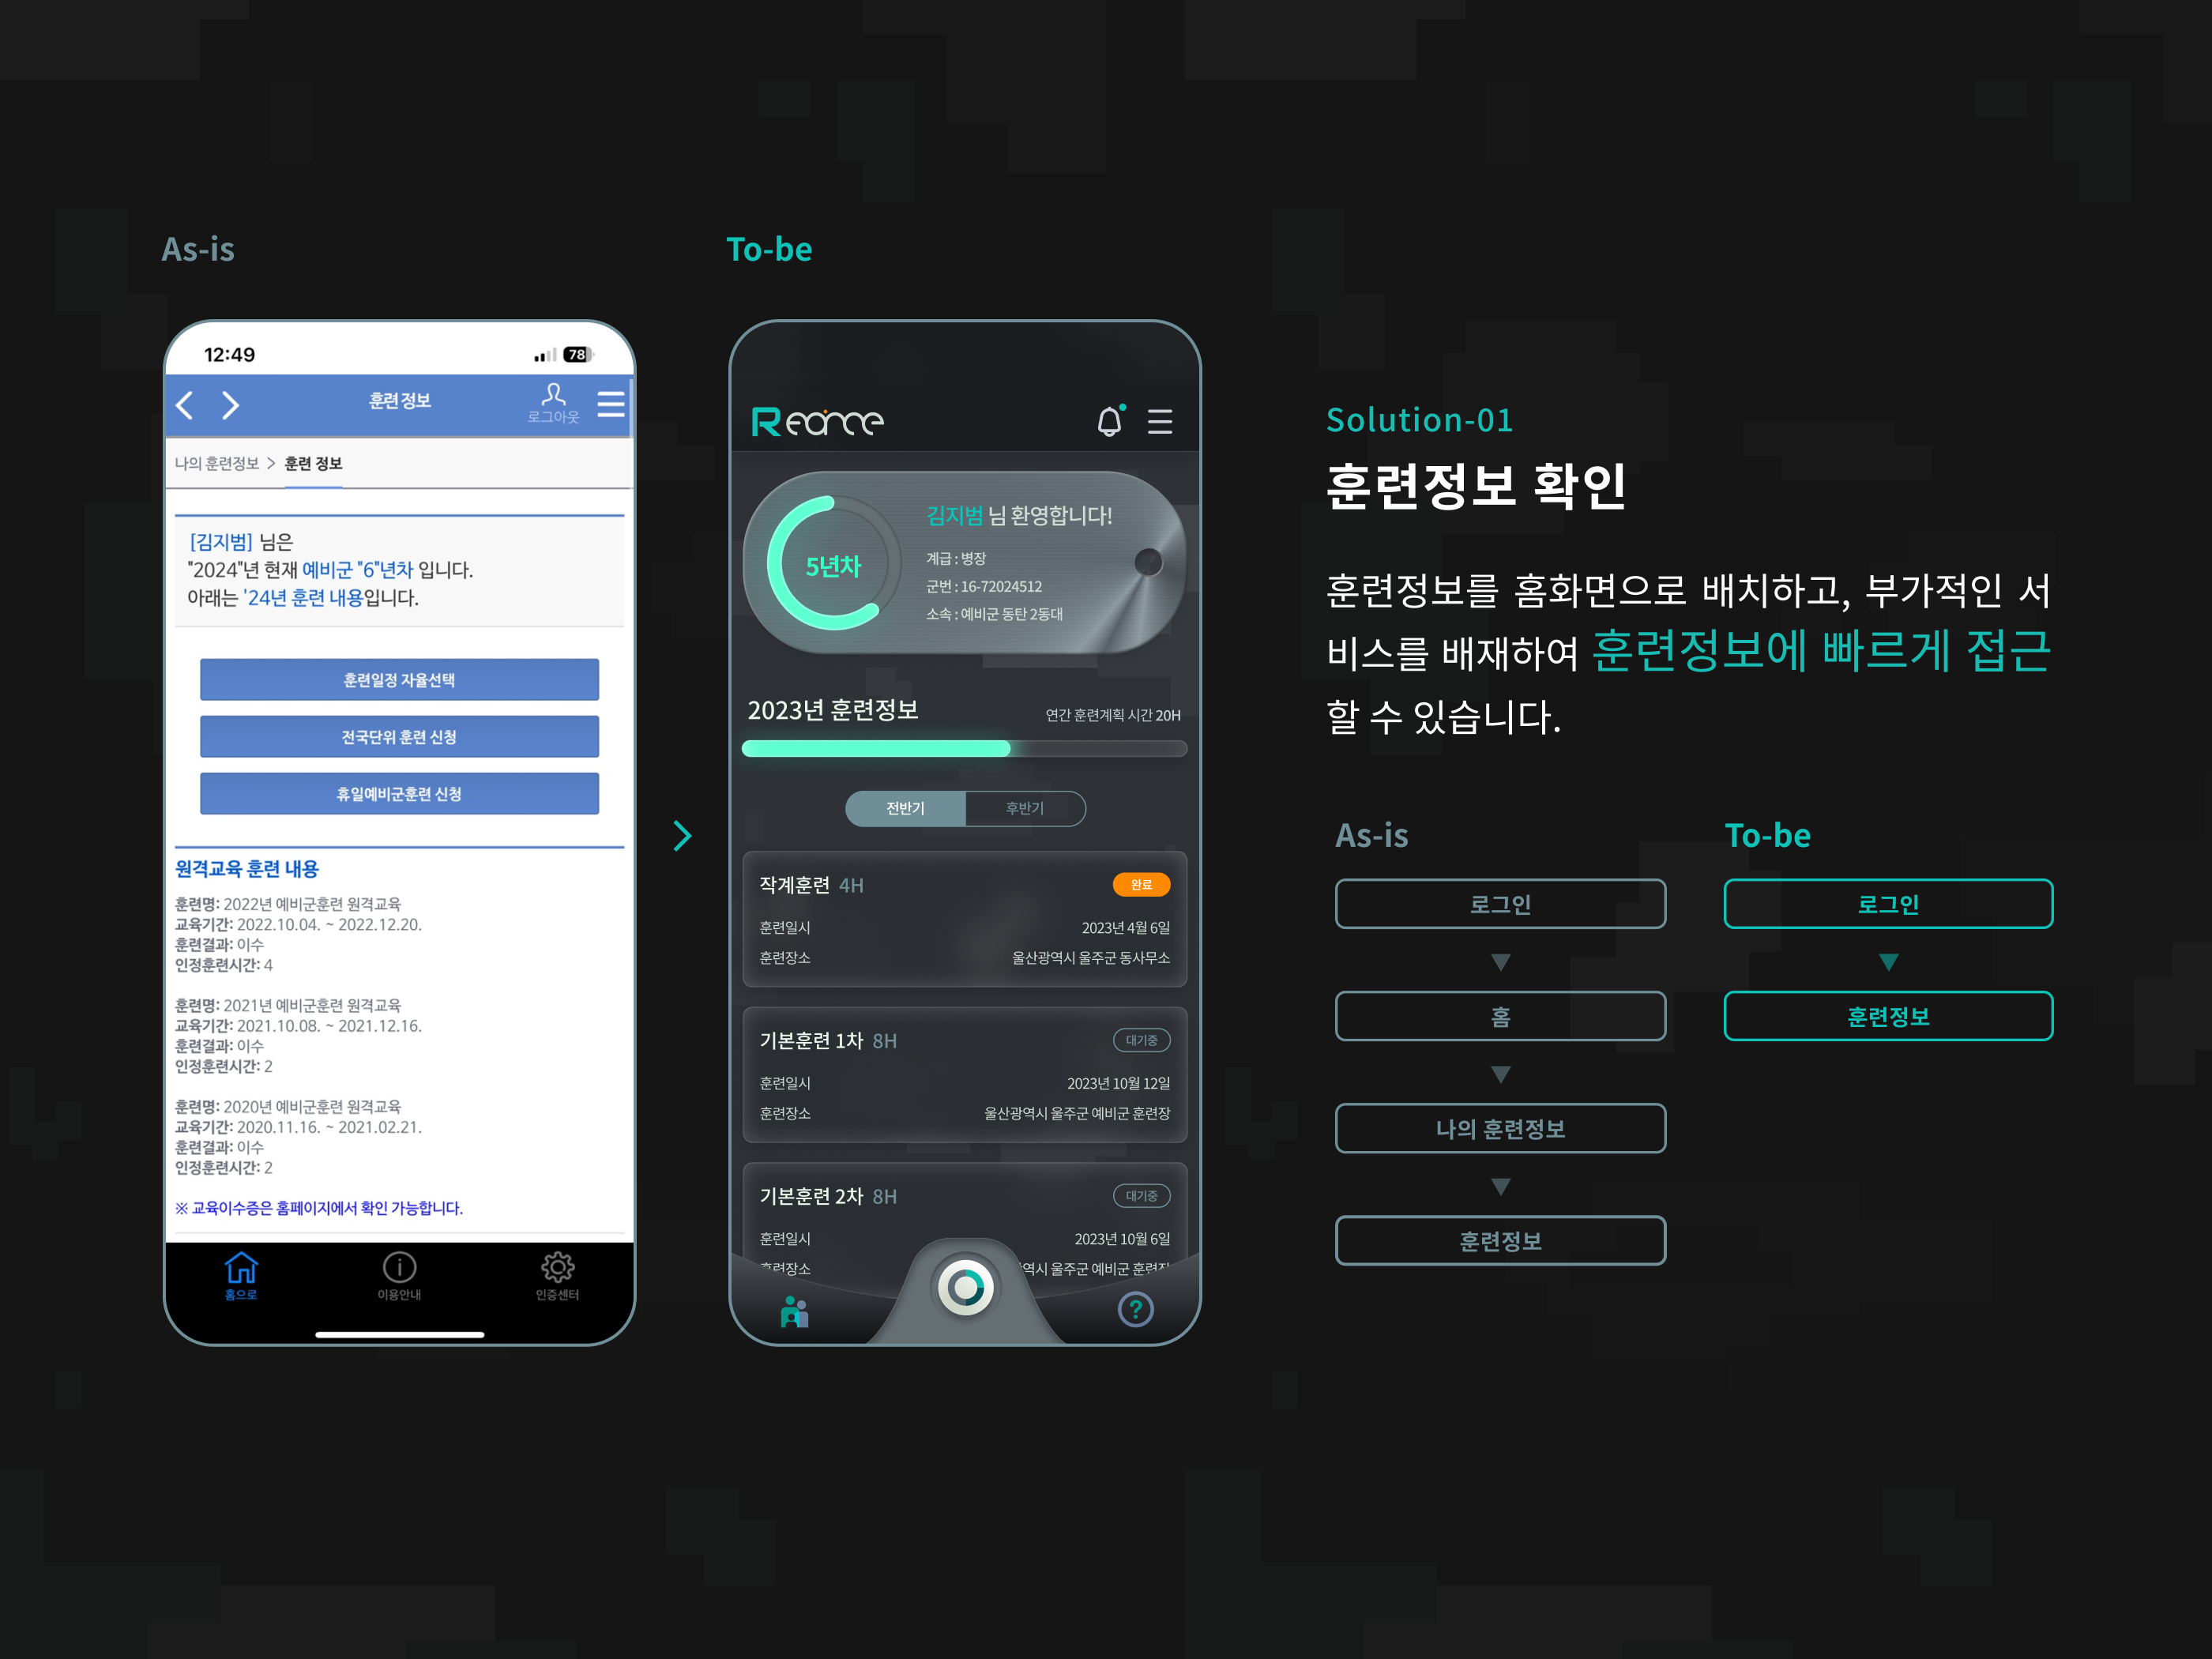 As-is
12:49
78
훈련 정보
로그아웃
나의 훈련정보 > 훈련 정보
[김지범] 님은
"2024"년 현재 예비군 "6"년차 입니다.
아래는 '24년 훈련 내용입니다.
훈련일정 자율선택
전국단위 훈련 신청
휴일예비군훈련 신청
원격교육 훈련 내용
훈련명: 2022년 예비군훈련 원격교육
교육기간: 2022.10.04. ~ 2022.12.20.
훈련결과: 이수
인정훈련시간: 4
훈련명: 2021년 예비군훈련 원격교육
교육기간: 2021.10.08. ~ 2021.12.16.
훈련결과: 이수
인정훈련시간: 2
훈련명: 2020년 예비군훈련 원격교육
교육기간: 2020.11.16. ~ 2021.02.21.
훈련결과: 이수
인정훈련시간: 2
※ 교육이수증은 홈페이지에서 확인 가능합니다.
홈으로
이용안내
인증센터
To-be
5년차
김지범 님 환영합니다!
계급 : 병장
군번 : 16-72024512
소속 : 예비군 동탄 2동대
2023년 훈련정보
연간 훈련계획 시간 20H
전반기
후반기
작계훈련 4H
완료
훈련일시
2023년 4월 6일
훈련장소
울산광역시 울주군 동사무소
기본훈련 1차 8H
대기중
훈련일시
2023년 10월 12일
훈련장소
울산광역시 울주군 예비군 훈련장
기본훈련 2차 8H
대기중
훈련일시
2023년 10월 6일
훈련장소
역시 울주군 예비군 훈련장
?
Solution-01
훈련정보 확인
훈련정보를 홈화면으로 배치하고, 부가적인 서
비스를 배재하여 훈련정보에 빠르게 접근
할 수 있습니다.
As-is
로그인
홈
나의 훈련정보
훈련정보
To-be
로그인
훈련정보